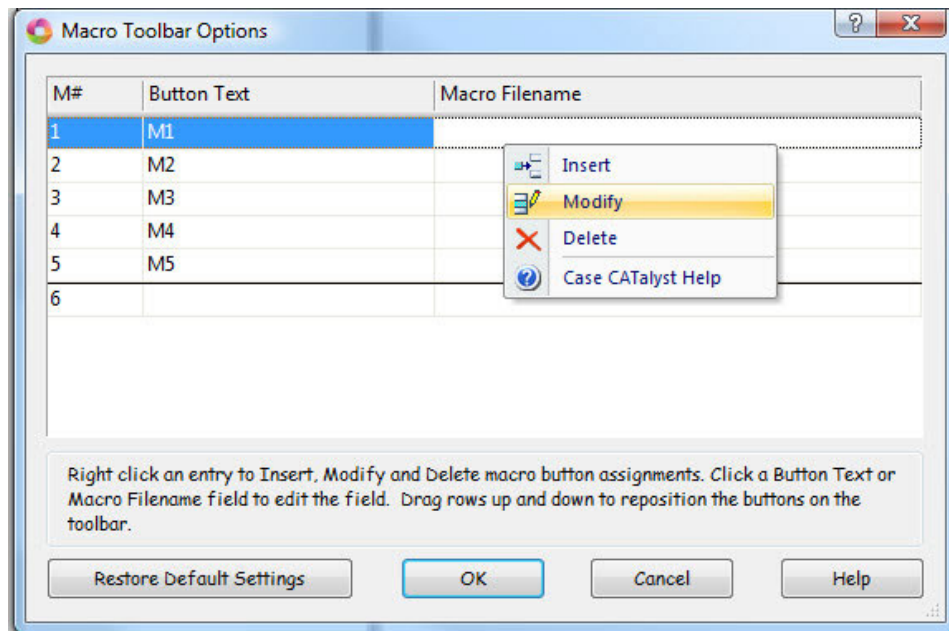 Macro Toolbar Options
M# Button Text Macro Filename
1 M1
2 M2
3 M3
4 M4
5 M5
6
Insert
Modify
Delete
Case CATalyst Help
Right click an entry to Insert, Modify and Delete macro button assignments. Click a Button Text or
Macro Filename field to edit the field. Drag rows up and down to reposition the buttons on the
toolbar.
Restore Default Settings OK Cancel Help